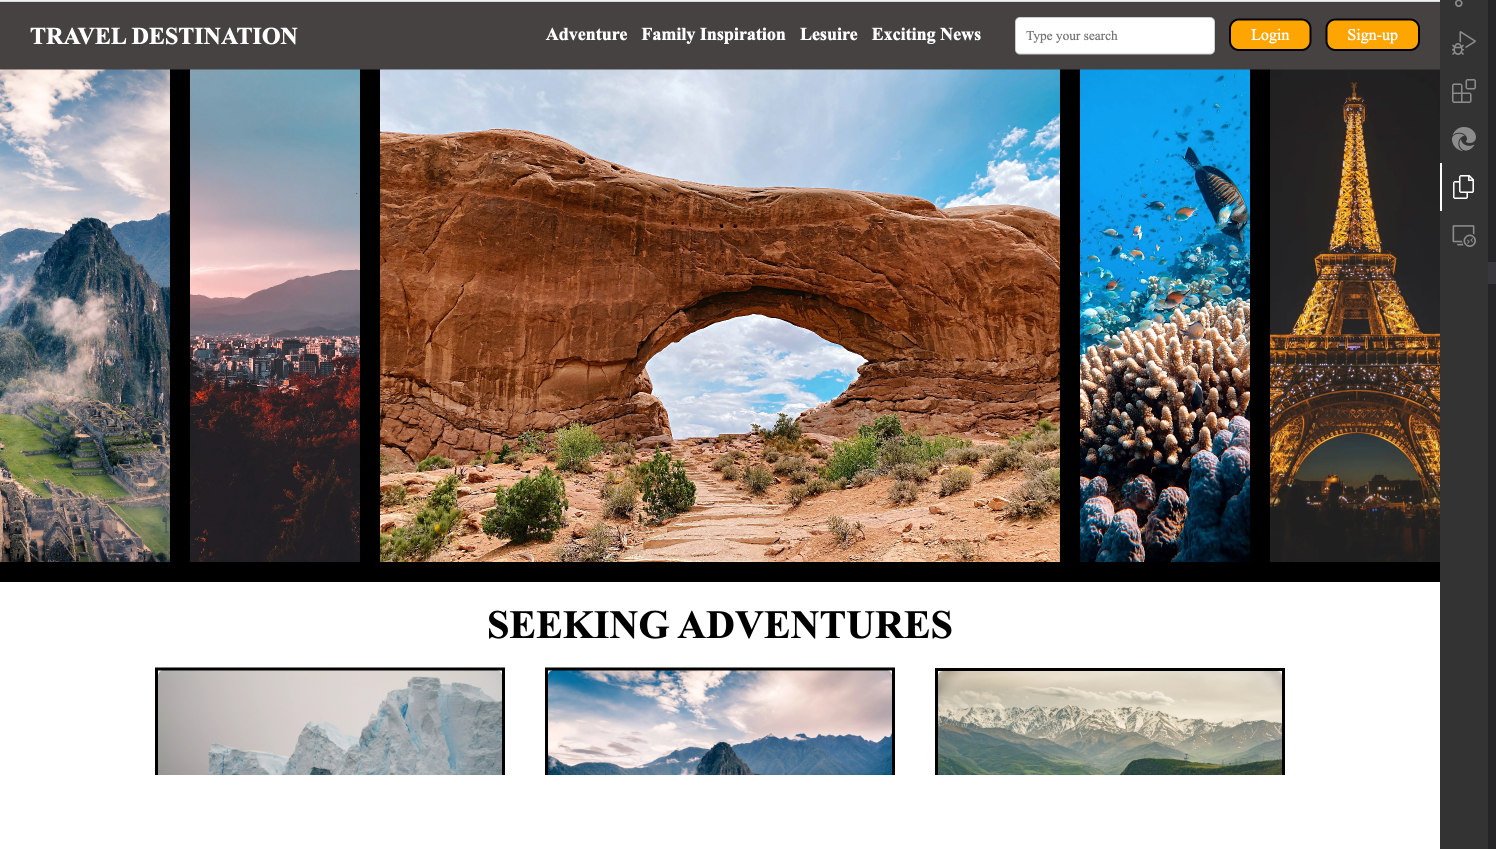 TRAVEL DESTINATION
Adventure Family Inspiration Lesuire Exciting News
Type your search
Login
Sign-up
SEEKING ADVENTURES